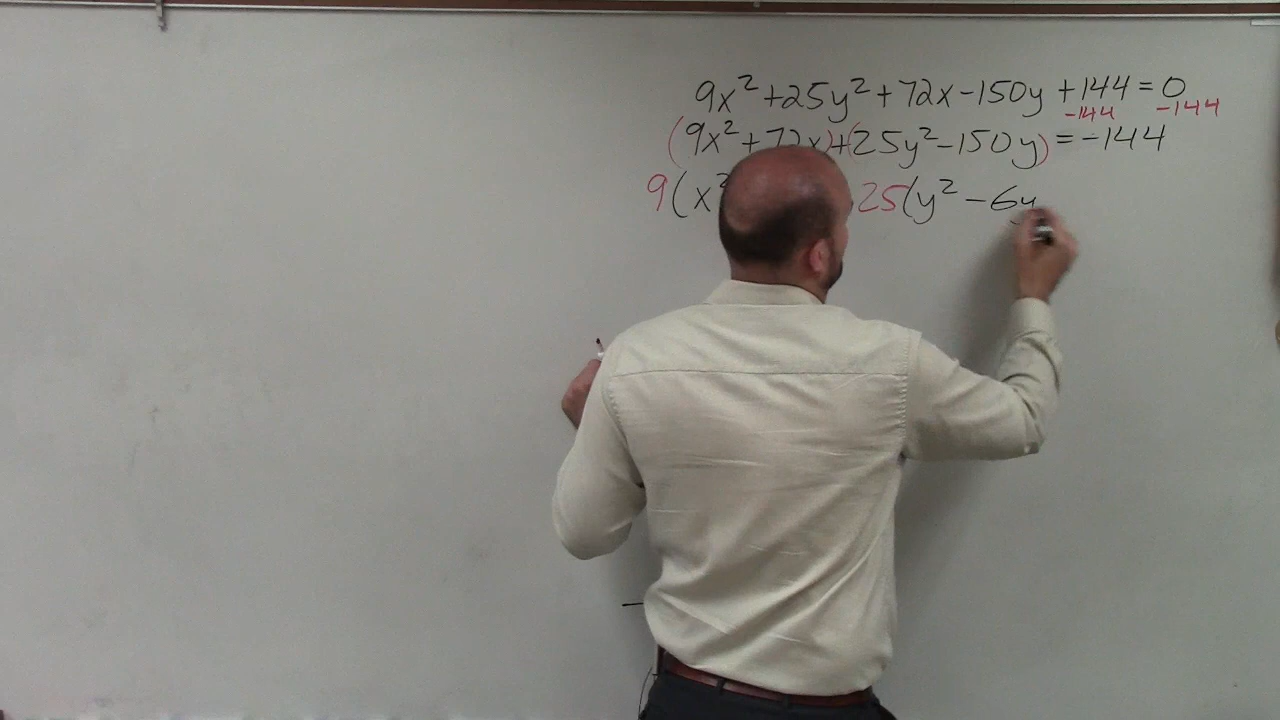 9x² + 25y² + 72x - 150y + 144 = 0
-144 -144
(9x² + 72x) + (25y² - 150y) = -144
9(x² 25(y² - 6y